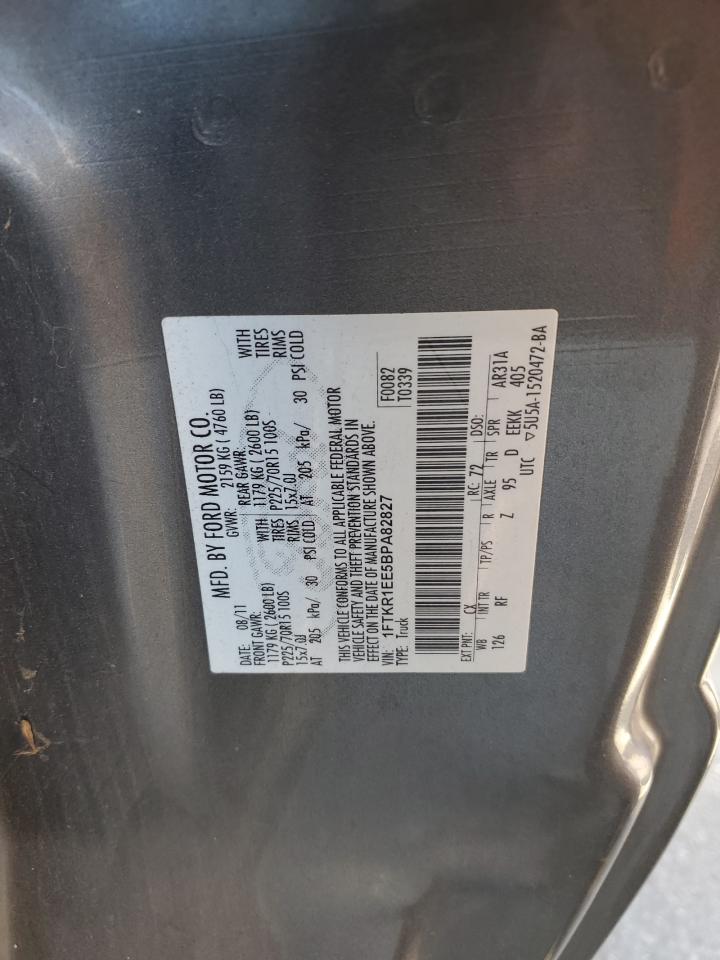 MFD. BY FORD MOTOR CO.
DATE: 08/11 GVWR: 2159 KG ( 4760 LB)
FRONT GAWR: REAR GAWR: WITH
1179 KG ( 2600 LB) WITH 1179 KG ( 2600 LB) TIRES
P225/70R15 100S TIRES P225/70R15 100S RIMS
15x7.0J RIMS 15x7.0J
AT 205 kPa/ 30 PSI COLD AT 205 kPa/ 30 PSI COLD
THIS VEHICLE CONFORMS TO ALL APPLICABLE FEDERAL MOTOR
VEHICLE SAFETY AND THEFT PREVENTION STANDARDS IN
EFFECT ON THE DATE OF MANUFACTURE SHOWN ABOVE.
VIN: 1FTKR1EE5BPA82827 F0082
TYPE: Truck T0339
EXT PNT: CX RC: 72 DSO:
WB INT TR TP/PS R AXLE TR SPR AR31A
126 RF Z 95 D EEKK 405
UTC ▽5U5A-1520472-BA